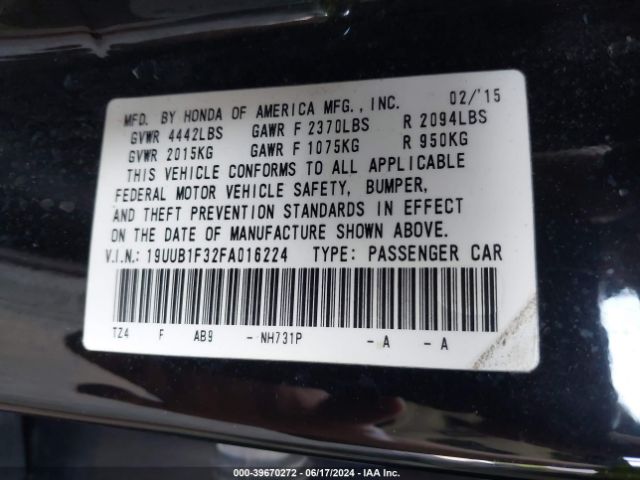 MFD. BY HONDA OF AMERICA MFG., INC. 02/'15
GVWR 4442LBS GAWR F 2370LBS R 2094LBS
GVWR 2015KG GAWR F 1075KG R 950KG
THIS VEHICLE CONFORMS TO ALL APPLICABLE
FEDERAL MOTOR VEHICLE SAFETY, BUMPER,
AND THEFT PREVENTION STANDARDS IN EFFECT
ON THE DATE OF MANUFACTURE SHOWN ABOVE.
V.I.N.: 19UUB1F32FA016224 TYPE: PASSENGER CAR
TZ4 F AB9 - NH731P - A - A
000-39670272 - 06/17/2024 - IAA Inc.